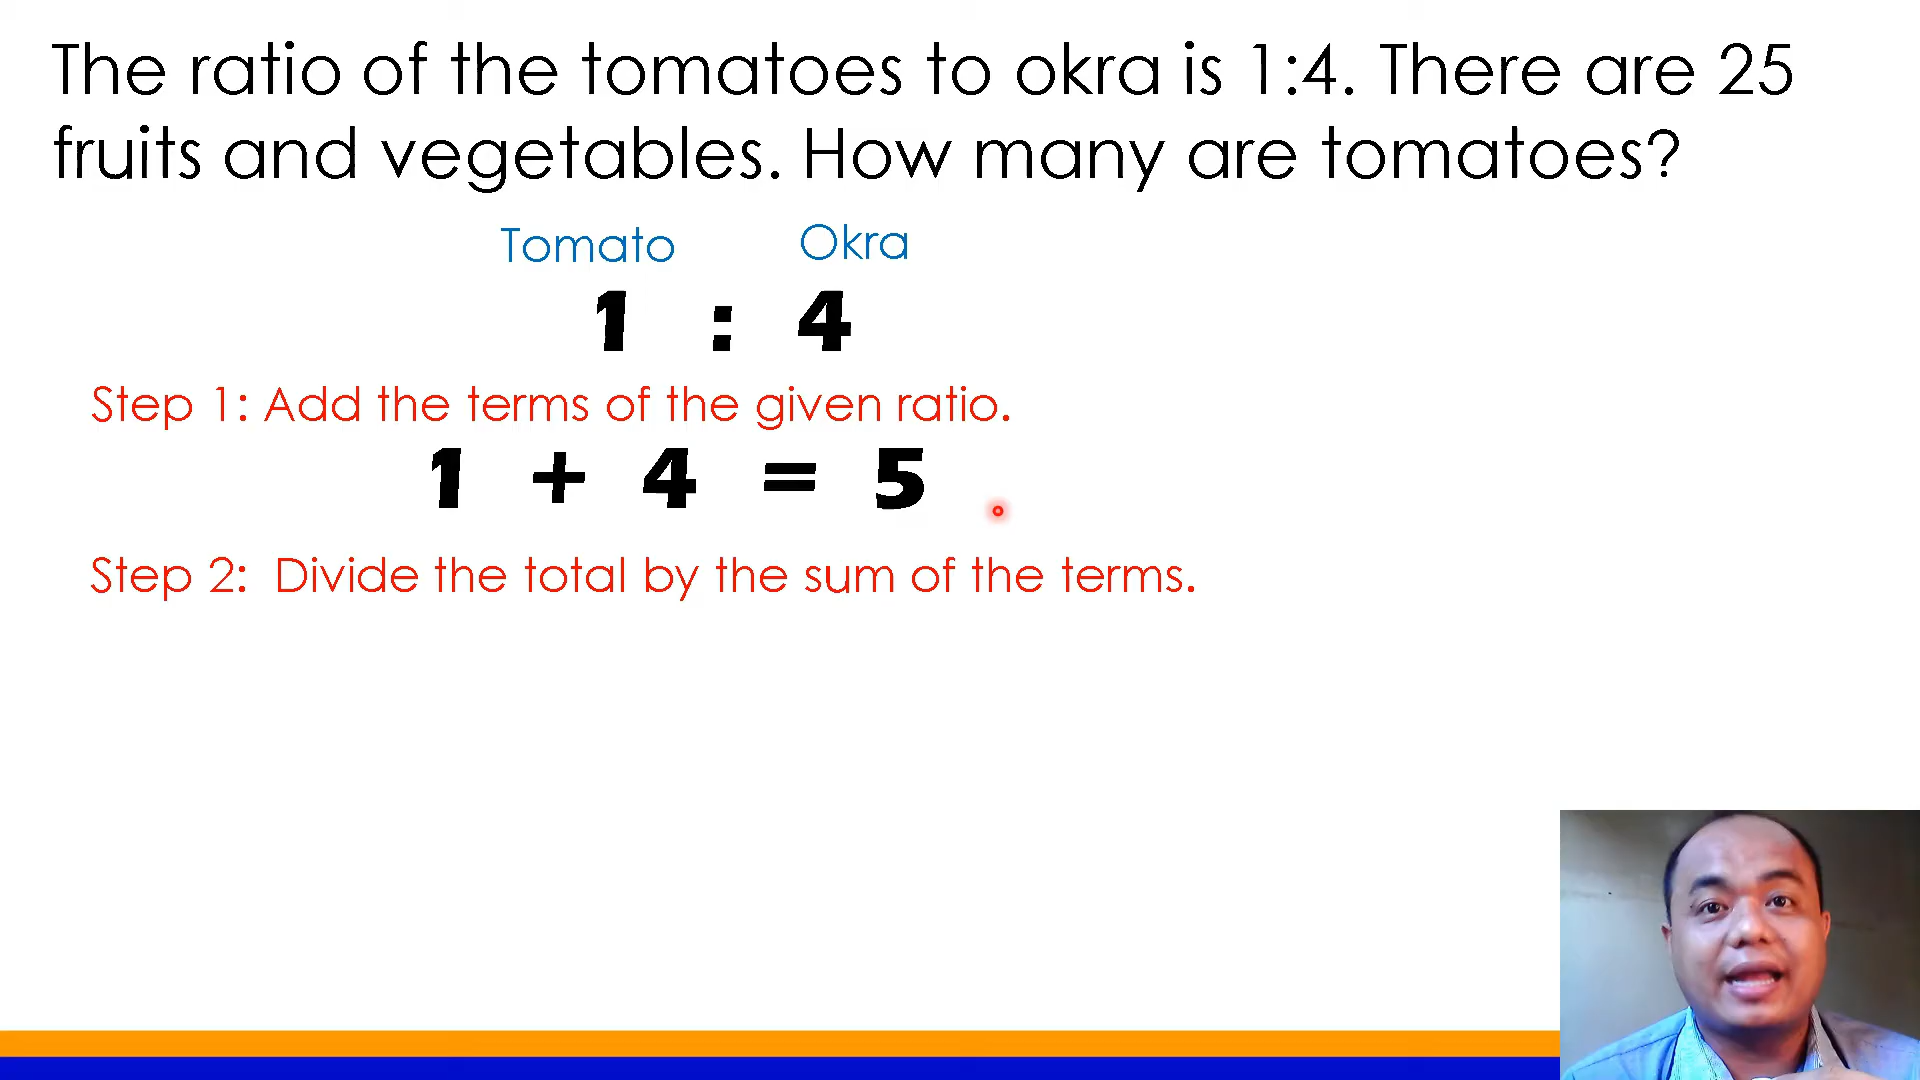 The ratio of the tomatoes to okra is 1:4. There are 25
fruits and vegetables. How many are tomatoes?
Tomato Okra
1 : 4
Step 1: Add the terms of the given ratio.
1 + 4 = 5
Step 2: Divide the total by the sum of the terms.